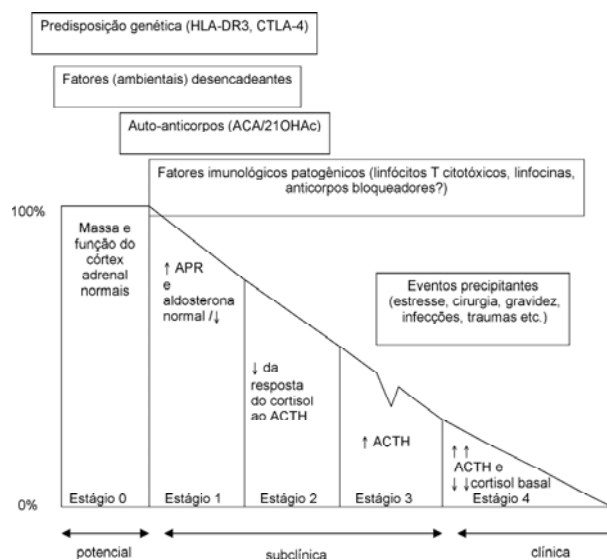 Predisposição genética (HLA-DR3, CTLA-4)
Fatores (ambientais) desencadeantes
Auto-anticorpos (ACA/21OHAc)
Fatores imunológicos patogênicos (linfócitos T citotóxicos, linfocinas,
anticorpos bloqueadores?)
100%
Massa e
função do
córtex
adrenal
normais
↑ APR
e
aldosterona
normal /↓
Eventos precipitantes
(estresse, cirurgia, gravidez,
infecções, traumas etc.)
↓ da
resposta
do cortisol
ao ACTH
↑ ACTH
↑ ↑
ACTH e
↓ ↓ cortisol basal
0%
Estágio 0
Estágio 1
Estágio 2
Estágio 3
Estágio 4
potencial
subclínica
clínica